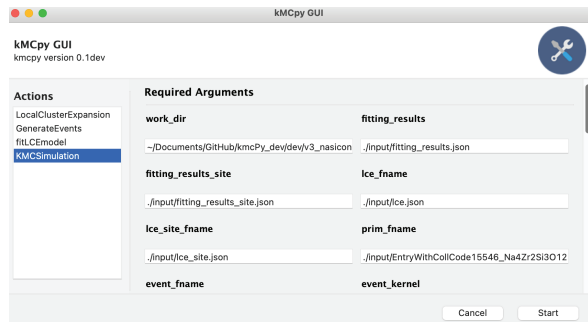 kMCpy GUI
kMCpy GUI
kmcpy version 0.1dev
Actions
LocalClusterExpansion
GenerateEvents
fitLCEmodel
KMCSimulation
Required Arguments
work_dir fitting_results
~/Documents/GitHub/kmcPy_dev/dev/v3_nasicon ./input/fitting_results.json
fitting_results_site lce_fname
./input/fitting_results_site.json ./input/lce.json
lce_site_fname prim_fname
./input/lce_site.json ./input/EntryWithCollCode15546_Na4Zr2Si3O12
event_fname event_kernel
Cancel Start